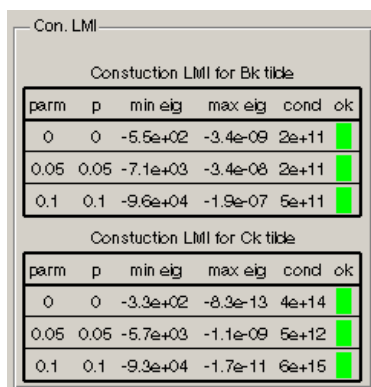 Con. LMI
Constuction LMI for Bk tilde
parm p min eig max eig cond ok
0 0 -5.5e+02 -3.4e-09 2e+11
0.05 0.05 -7.1e+03 -3.4e-08 2e+11
0.1 0.1 -9.6e+04 -1.9e-07 5e+11
Constuction LMI for Ck tilde
parm p min eig max eig cond ok
0 0 -3.3e+02 -8.3e-13 4e+14
0.05 0.05 -5.7e+03 -1.1e-09 5e+12
0.1 0.1 -9.3e+04 -1.7e-11 6e+15